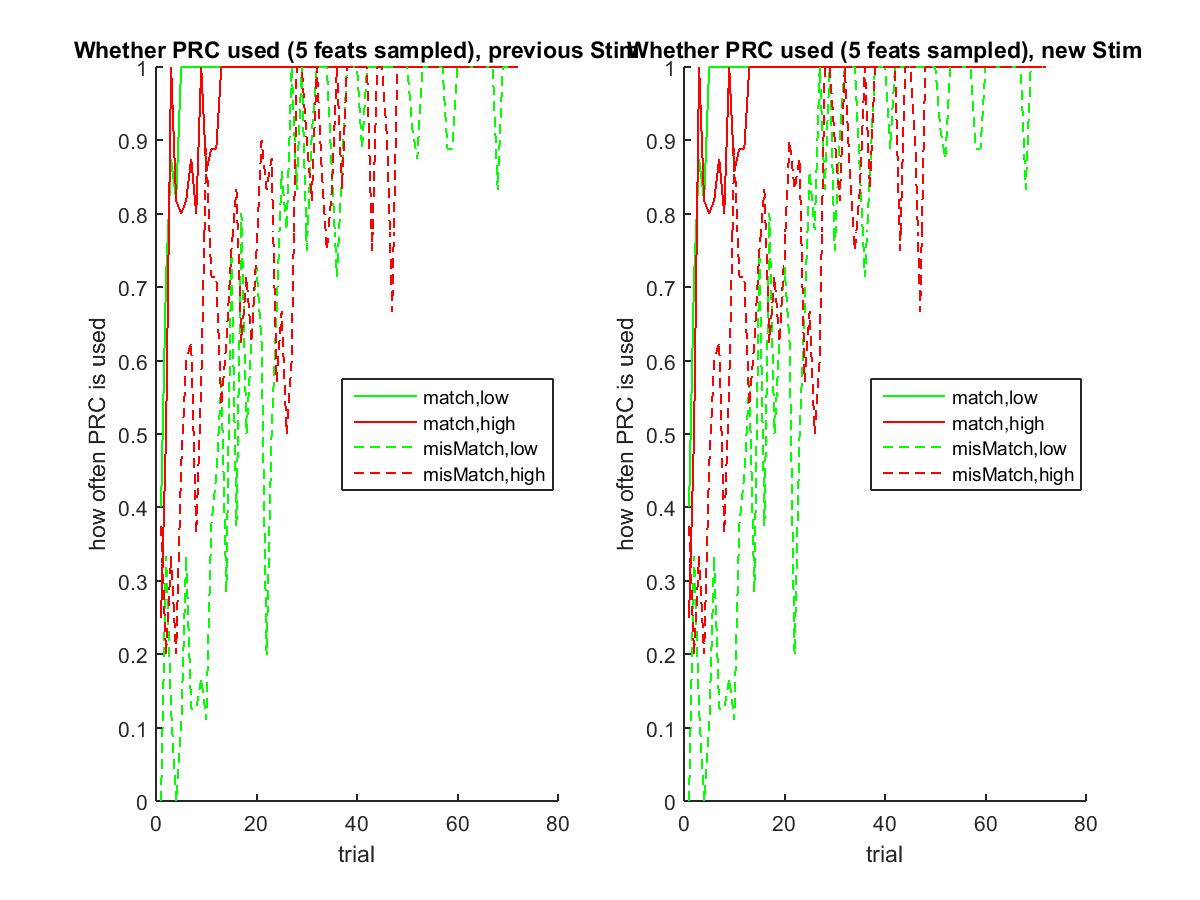 Whether PRC used (5 feats sampled), previous Stim
1
0.9
0.8
0.7
0.6
0.5
0.4
0.3
0.2
0.1
0
how often PRC is used
match,low
match,high
misMatch,low
misMatch,high
0 20 40 60 80
trial
Whether PRC used (5 feats sampled), new Stim
1
0.9
0.8
0.7
0.6
0.5
0.4
0.3
0.2
0.1
0
how often PRC is used
match,low
match,high
misMatch,low
misMatch,high
0 20 40 60 80
trial